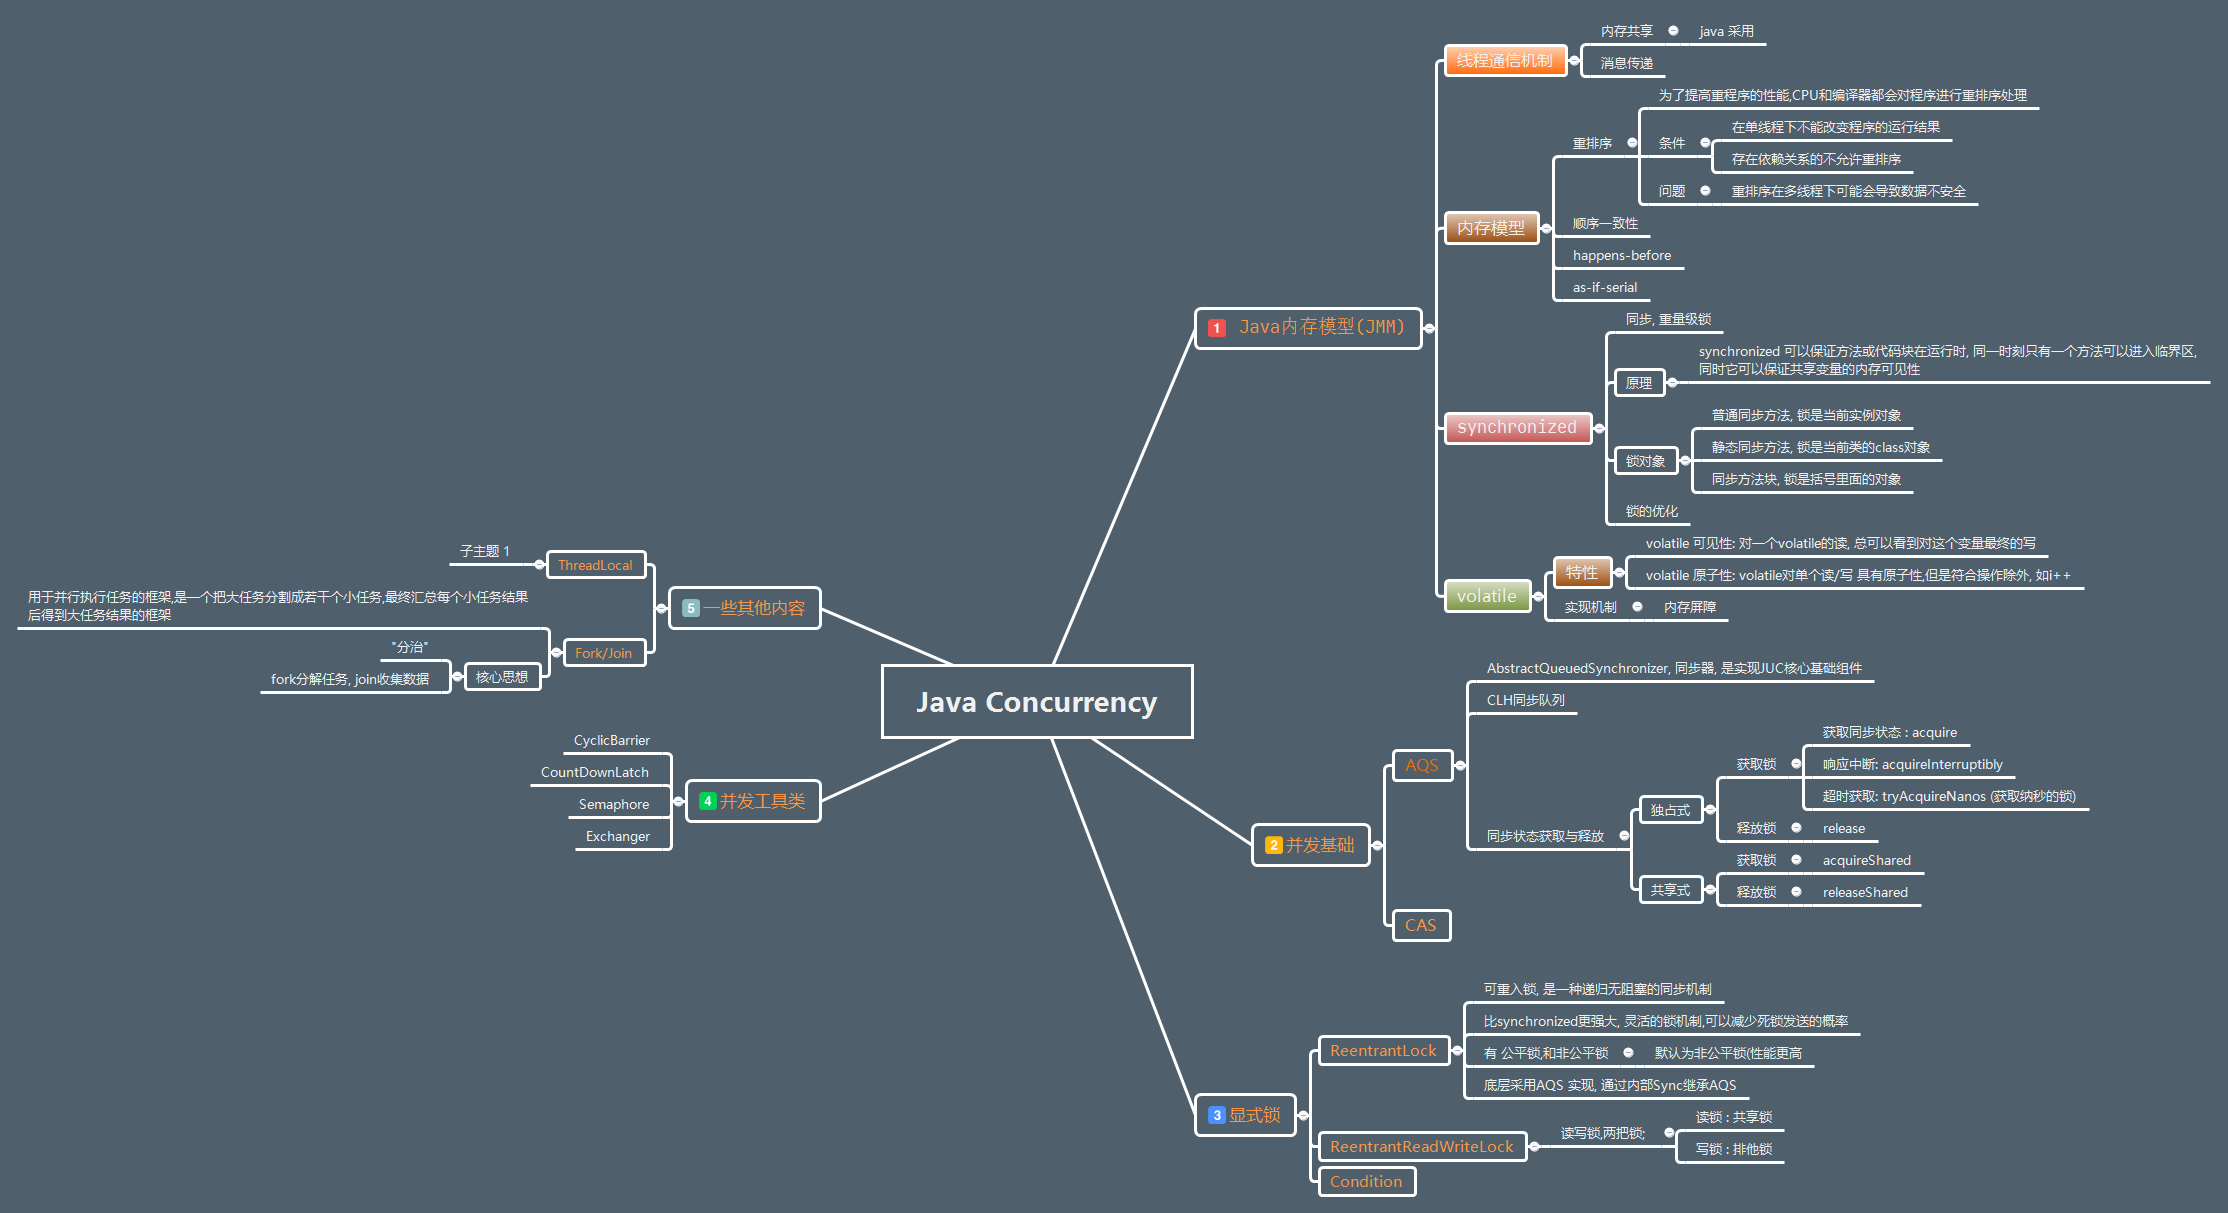 Java Concurrency
1 Java内存模型(JMM)
线程通信机制
内存共享
java 采用
消息传递
内存模型
重排序
为了提高重程序的性能,CPU和编译器都会对程序进行重排序处理
条件
在单线程下不能改变程序的运行结果
存在依赖关系的不允许重排序
问题
重排序在多线程下可能会导致数据不安全
顺序一致性
happens-before
as-if-serial
synchronized
同步, 重量级锁
原理
synchronized 可以保证方法或代码块在运行时, 同一时刻只有一个方法可以进入临界区,
同时它可以保证共享变量的内存可见性
锁对象
普通同步方法, 锁是当前实例对象
静态同步方法, 锁是当前类的class对象
同步方法块, 锁是括号里面的对象
锁的优化
volatile
特性
volatile 可见性: 对一个volatile的读, 总可以看到对这个变量最终的写
volatile 原子性: volatile对单个读/写 具有原子性,但是符合操作除外, 如i++
实现机制
内存屏障
2 并发基础
AQS
AbstractQueuedSynchronizer, 同步器, 是实现JUC核心基础组件
CLH同步队列
同步状态获取与释放
独占式
获取锁
获取同步状态 : acquire
响应中断: acquireInterruptibly
超时获取: tryAcquireNanos (获取纳秒的锁)
释放锁
release
共享式
获取锁
acquireShared
释放锁
releaseShared
CAS
3 显式锁
ReentrantLock
可重入锁, 是一种递归无阻塞的同步机制
比synchronized更强大, 灵活的锁机制,可以减少死锁发送的概率
有 公平锁,和非公平锁
默认为非公平锁(性能更高
底层采用AQS 实现, 通过内部Sync继承AQS
ReentrantReadWriteLock
读写锁,两把锁;
读锁 : 共享锁
写锁 : 排他锁
Condition
4 并发工具类
CyclicBarrier
CountDownLatch
Semaphore
Exchanger
5 一些其他内容
ThreadLocal
子主题 1
Fork/Join
用于并行执行任务的框架,是一个把大任务分割成若干个小任务,最终汇总每个小任务结果
后得到大任务结果的框架
核心思想
"分治"
fork分解任务, join收集数据